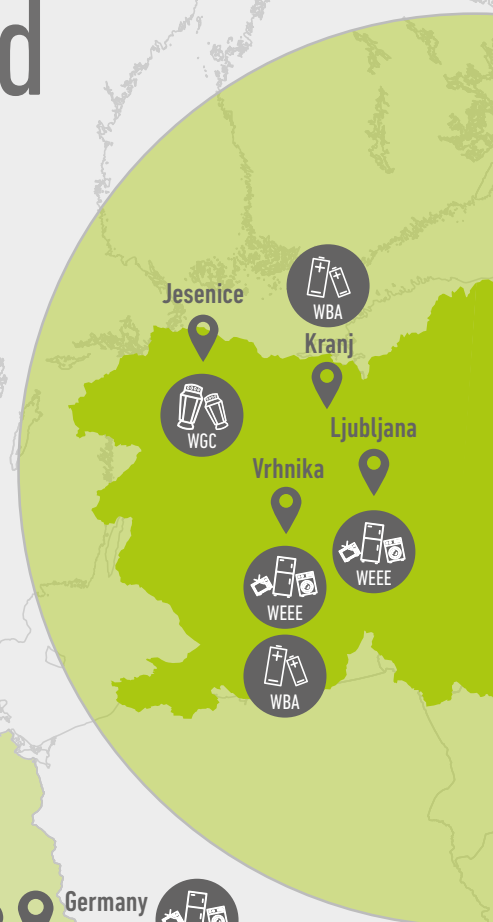 d
Jesenice
WBA
Kranj
WGC
Ljubljana
Vrhnika
WEEE
WEEE
WBA
Germany